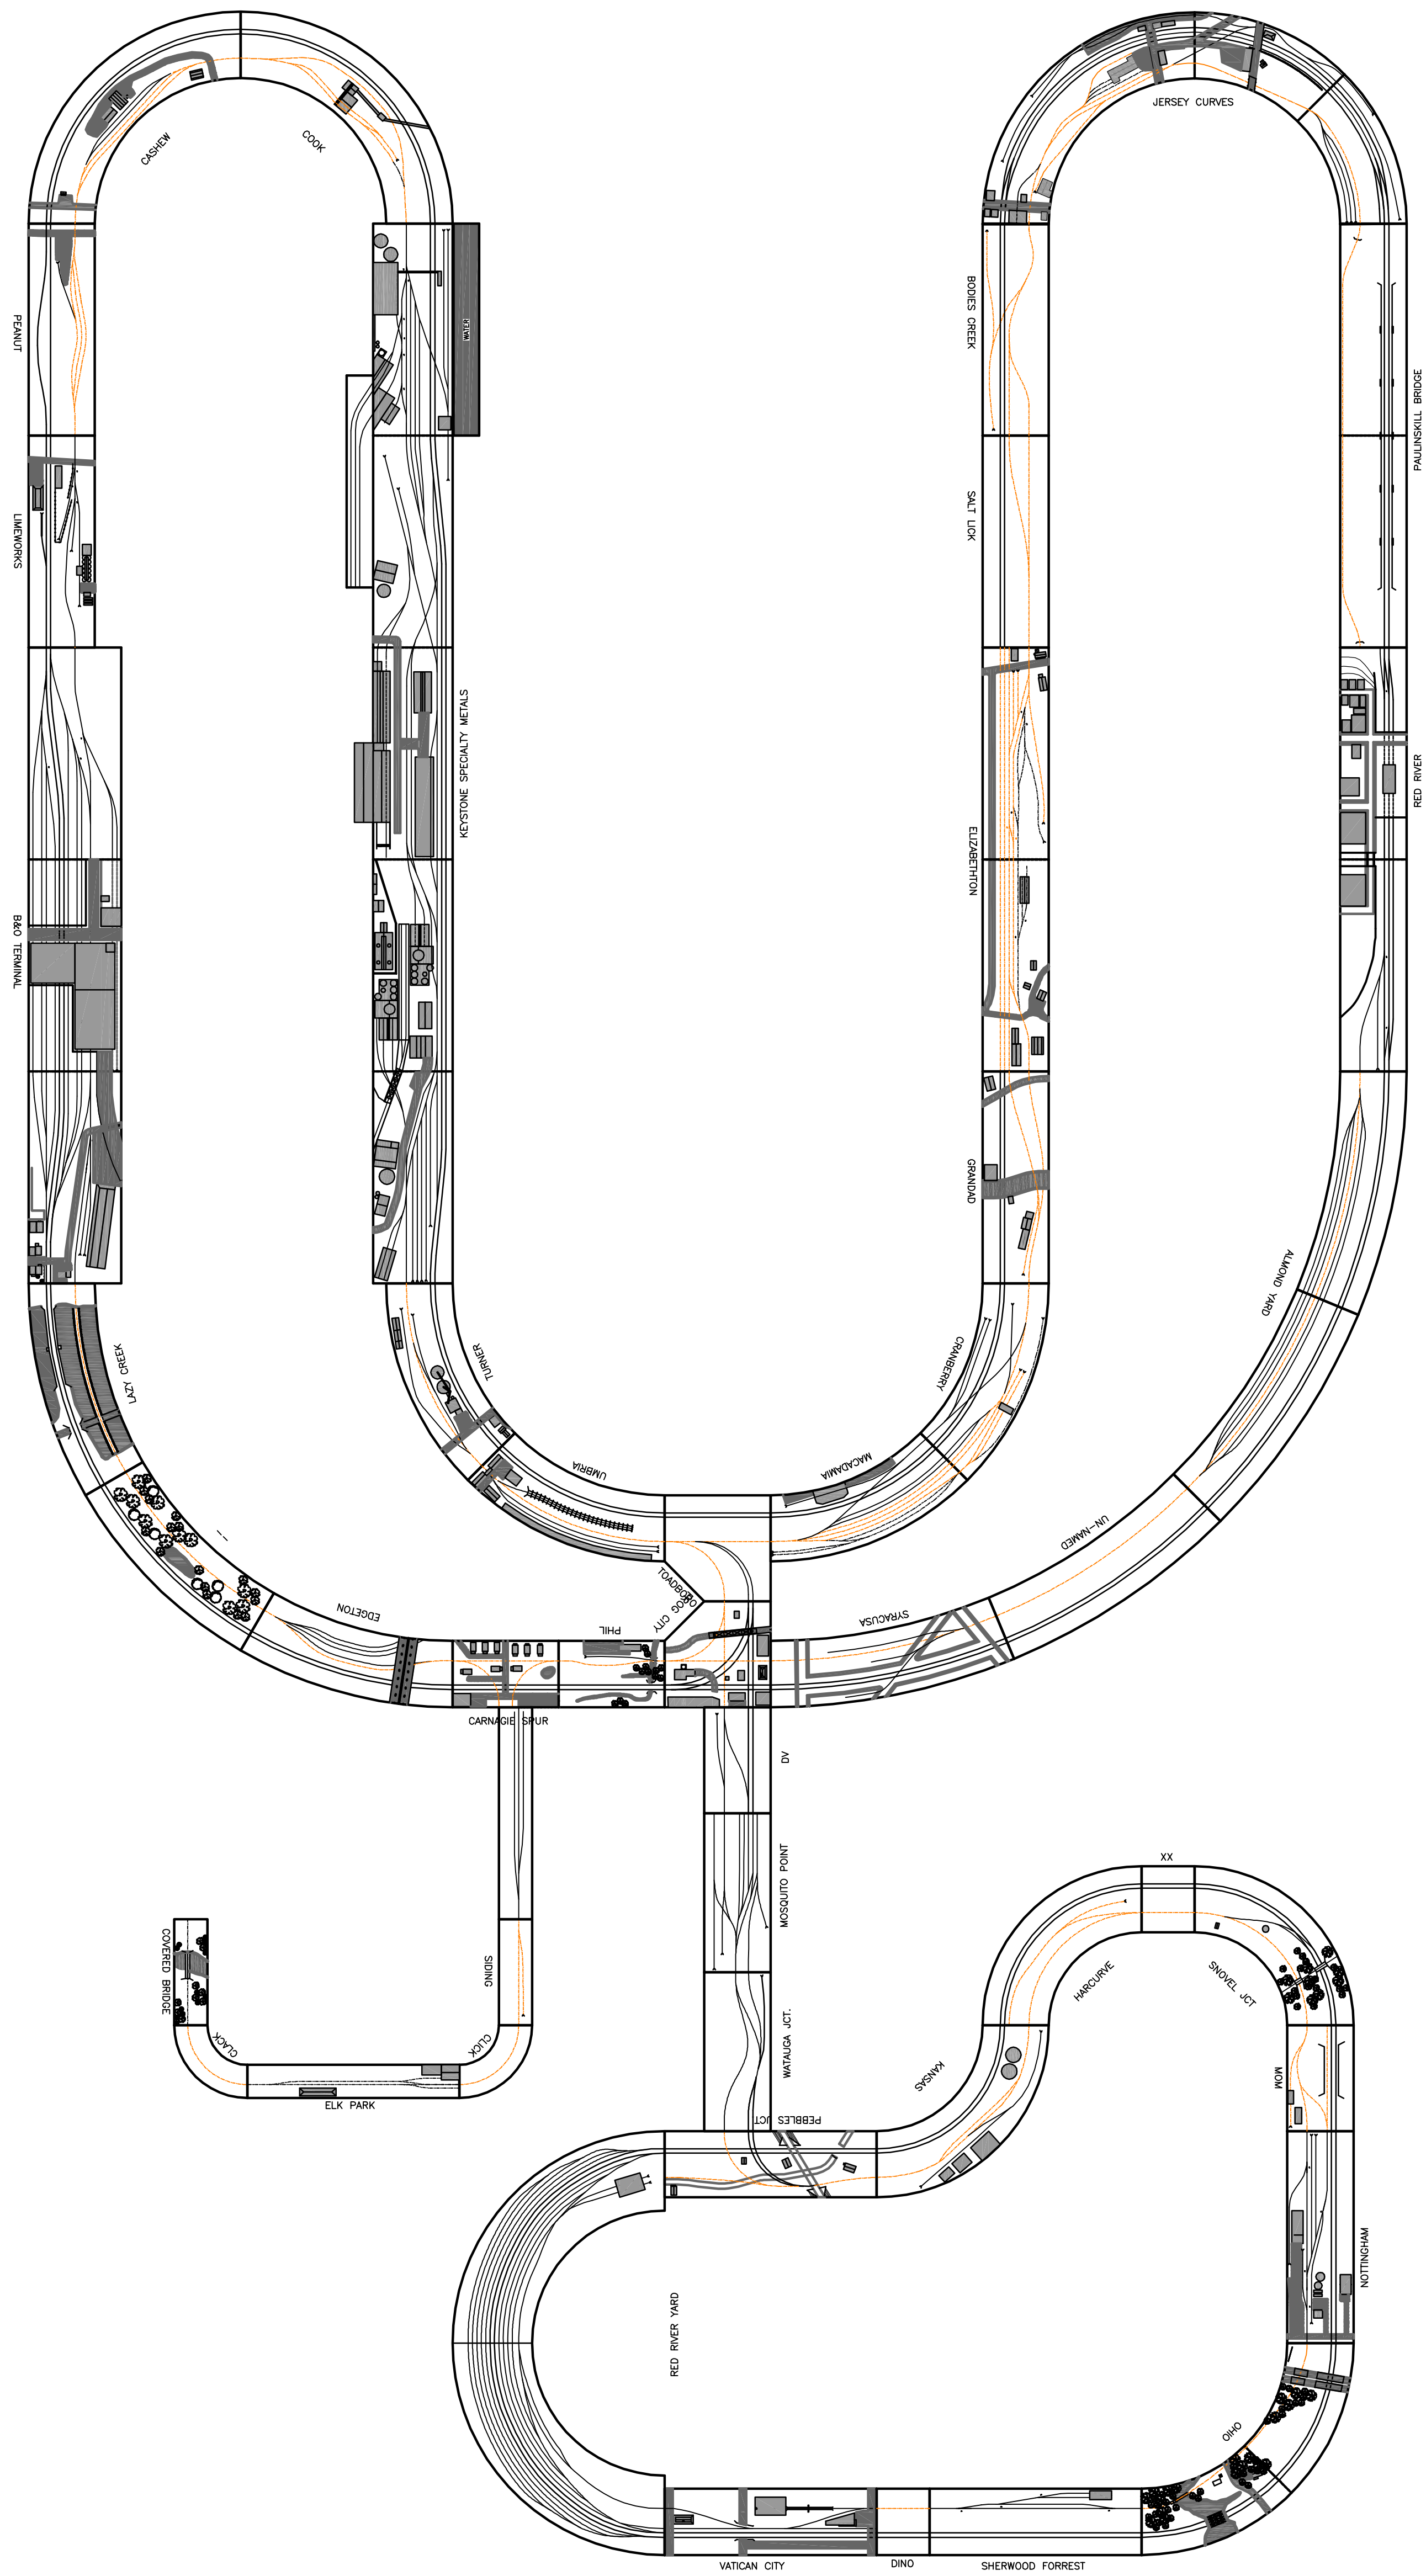 JERSEY CURVES
CASHEW
COOK
PEANUT
WATER
BODIES CREEK
PAULINSKILL BRIDGE
LIMEWORKS
SALT LICK
KEYSTONE SPECIALTY METALS
RED RIVER
ELIZABETHTON
B&O TERMINAL
GRANDAD
ALMOND YARD
LAZY CREEK
TURNER
CRANBERRY
UMBRIA
MACADAMIA
--
UN-NAMED
TOADBORO
FROG CITY
EDGETON
PHIL
SYRACUSA
CARNAGIE SPUR
DV
MOSQUITO POINT
XX
COVERED BRIDGE
SIDING
HARCURVE
SNOVEL JCT
CLACK
CLICK
WATAUGA JCT.
KANSAS
MOM
ELK PARK
PEBBLES JCT
NOTTINGHAM
RED RIVER YARD
OIHO
VATICAN CITY
DINO
SHERWOOD FORREST